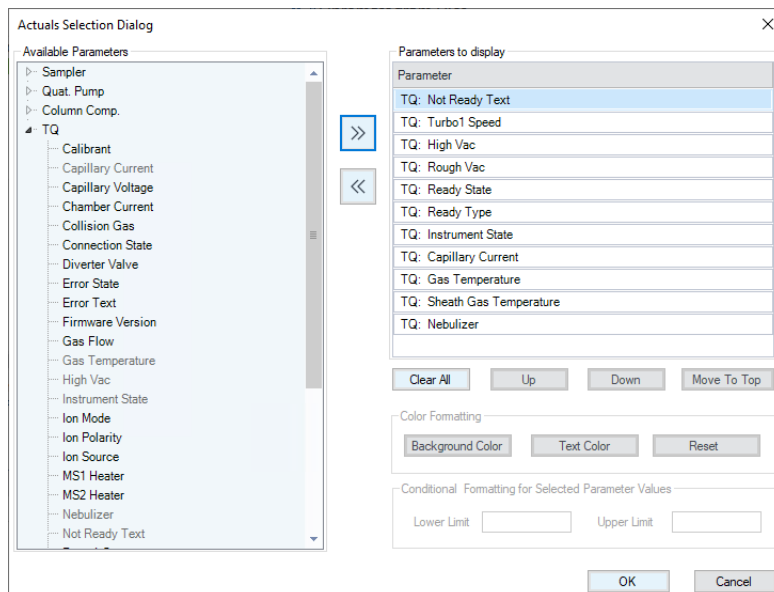 Actuals Selection Dialog
Available Parameters
Sampler
Quat. Pump
Column Comp.
TQ
Calibrant
Capillary Current
Capillary Voltage
Chamber Current
Collision Gas
Connection State
Diverter Valve
Error State
Error Text
Firmware Version
Gas Flow
Gas Temperature
High Vac
Instrument State
Ion Mode
Ion Polarity
Ion Source
MS1 Heater
MS2 Heater
Nebulizer
Not Ready Text
Parameters to display
Parameter
TQ: Not Ready Text
TQ: Turbo1 Speed
TQ: High Vac
TQ: Rough Vac
TQ: Ready State
TQ: Ready Type
TQ: Instrument State
TQ: Capillary Current
TQ: Gas Temperature
TQ: Sheath Gas Temperature
TQ: Nebulizer
Clear All Up Down Move To Top
Color Formatting
Background Color Text Color Reset
Conditional Formatting for Selected Parameter Values
Lower Limit Upper Limit
OK Cancel